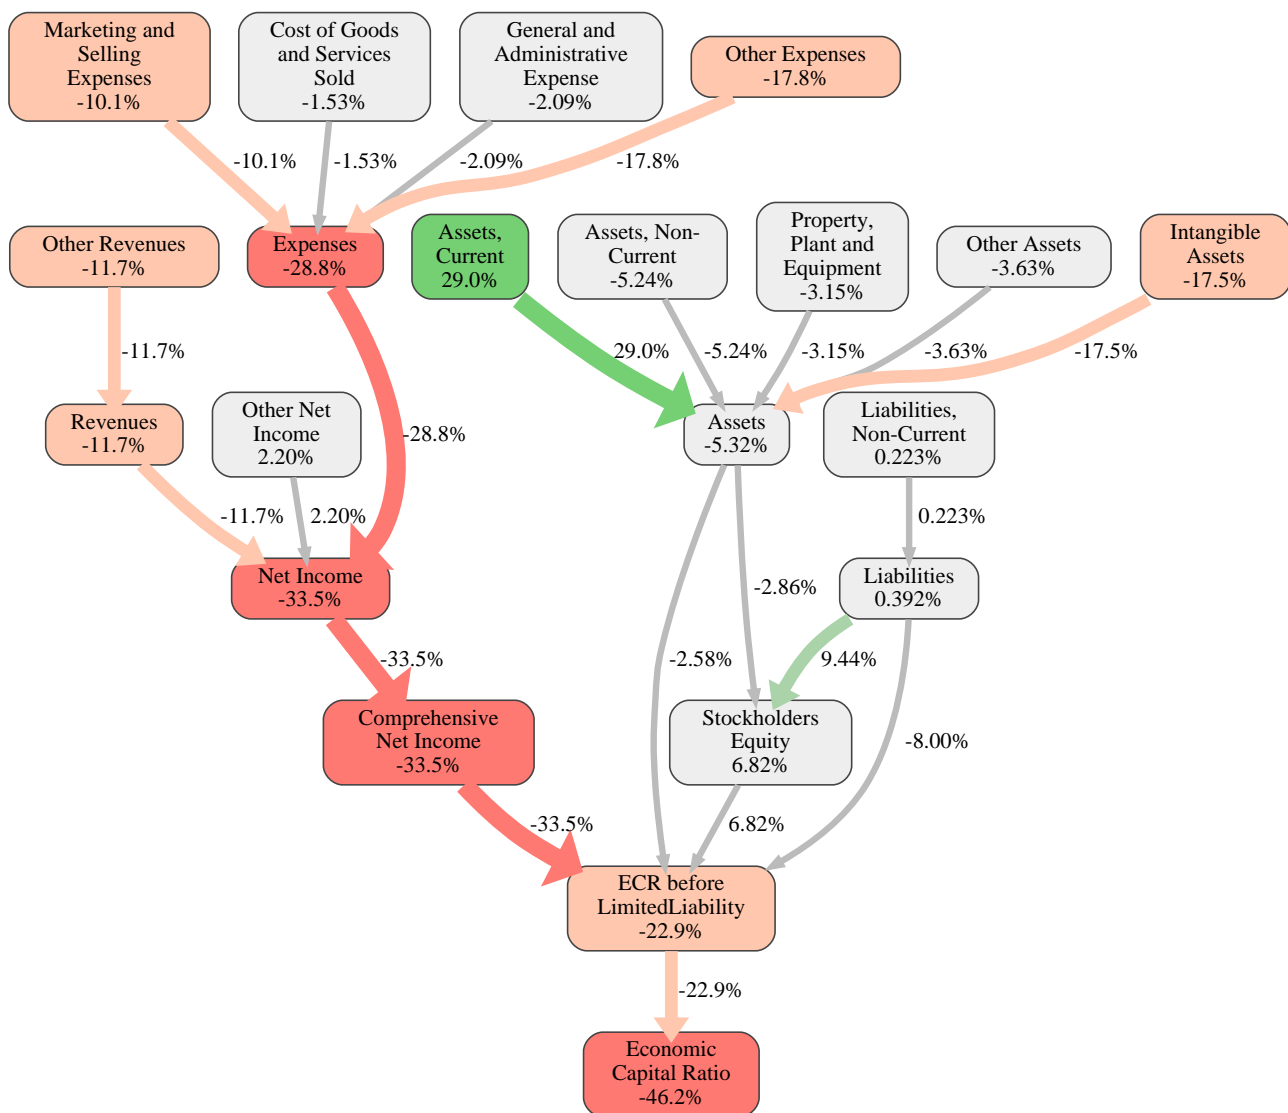 Marketing and
Selling
Expenses
-10.1%
Cost of Goods
and Services
Sold
-1.53%
General and
Administrative
Expense
-2.09%
Other Expenses
-17.8%
-10.1%
-1.53%
-2.09%
-17.8%
Other Revenues
-11.7%
Expenses
-28.8%
Assets,
Current
29.0%
Assets, Non-
Current
-5.24%
Property,
Plant and
Equipment
-3.15%
Other Assets
-3.63%
Intangible
Assets
-17.5%
-11.7%
29.0%
-5.24%
-3.15%
-3.63%
-17.5%
Revenues
-11.7%
Other Net
Income
2.20%
-28.8%
Assets
-5.32%
Liabilities,
Non-Current
0.223%
-11.7%
2.20%
0.223%
Net Income
-33.5%
-2.86%
Liabilities
0.392%
-33.5%
-2.58%
9.44%
Comprehensive
Net Income
-33.5%
Stockholders
Equity
6.82%
-8.00%
-33.5%
6.82%
ECR before
LimitedLiability
-22.9%
-22.9%
Economic
Capital Ratio
-46.2%